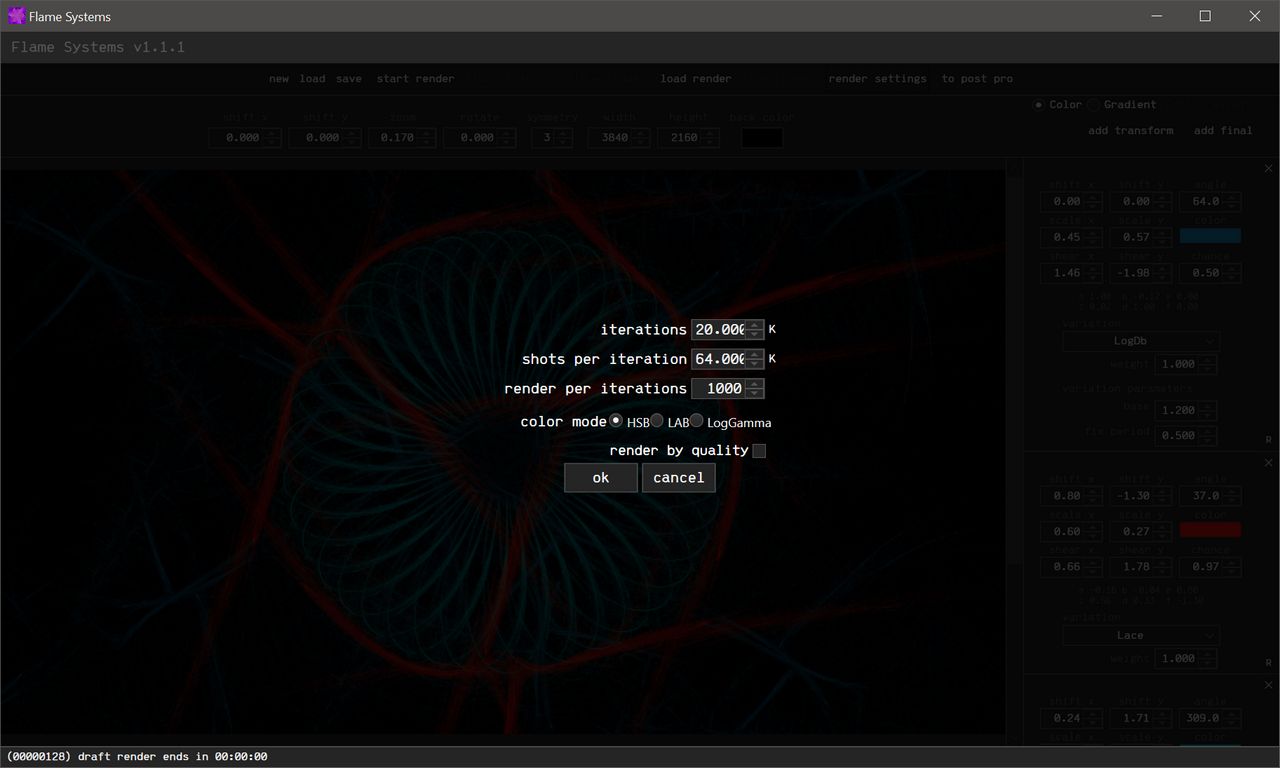 Flame Systems
Flame Systems v1.1.1
new load save start render load render render settings to post pro
Color Gradient
shift x shift y zoom rotate symmetry width height back color
0.000 0.000 0.170 0.000 3 3840 2160
add transform add final
shift x shift y angle
0.00 0.00 64.0
scale x scale y color
0.45 0.57
shear x shear y chance
1.46 -1.98 0.50
variation
LogDb
weight 1.000
variation parameters
base 1.200
fix period 0.500
R
iterations 20.000 K
shots per iteration 64.000 K
render per iterations 1000
color mode HSB LAB LogGamma
render by quality
ok cancel
shift x shift y angle
0.80 -1.30 37.0
scale x scale y color
0.60 0.27
shear x shear y chance
0.66 1.78 0.97
variation
Lace
weight 1.000
R
shift x shift y angle
0.24 1.71 309.0
scale x scale y color
(00000128) draft render ends in 00:00:00